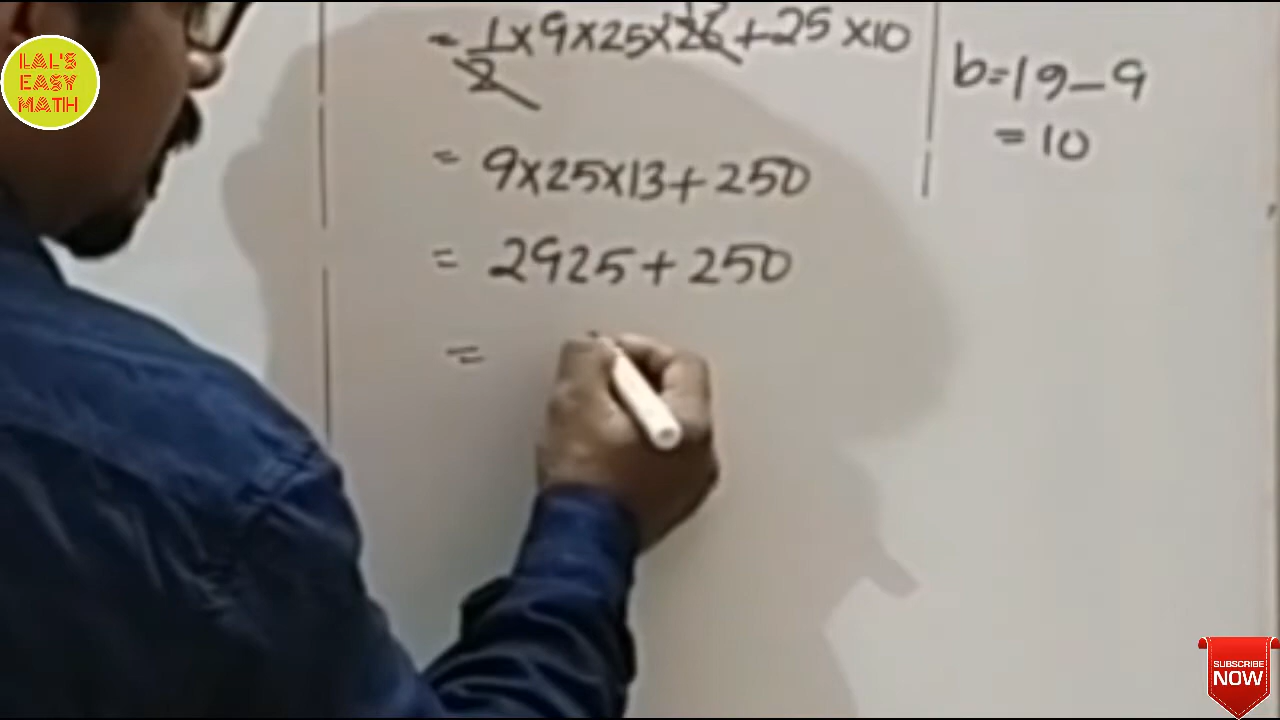 LAL'S
EASY
MATH
= 1/2 × 9 × 25 × 26 13 + 25 × 10
= 9×25×13+250
= 2925+250
=
b=19-9
=10
SUBSCRIBE
NOW